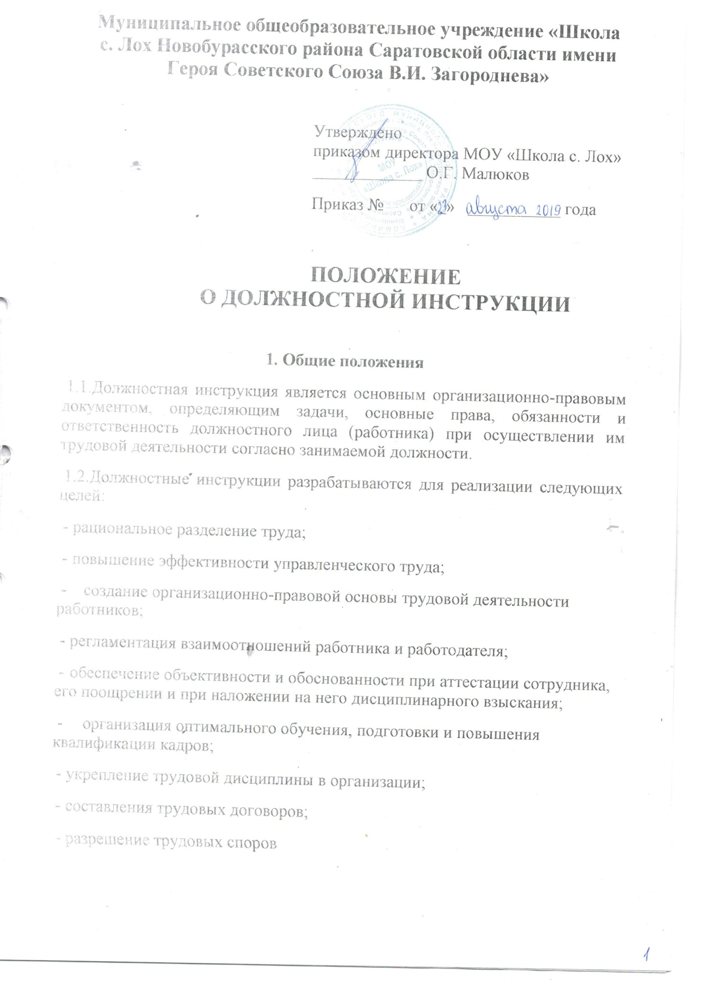 Муниципальное общеобразовательное учреждение «Школа
с. Лох Новобурасского района Саратовской области имени
Героя Советского Союза В.И. Загороднева»
Утверждено
приказом директора МОУ «Школа с. Лох»
О.Г. Малюков
МОУ
«Школа с. Лох»
Приказ № от «23» августа 2019 года
ПОЛОЖЕНИЕ
О ДОЛЖНОСТНОЙ ИНСТРУКЦИИ
1. Общие положения
1.1.Должностная инструкция является основным организационно-правовым
документом, определяющим задачи, основные права, обязанности и
ответственность должностного лица (работника) при осуществлении им
трудовой деятельности согласно занимаемой должности.
1.2.Должностные инструкции разрабатываются для реализации следующих
целей:
- рациональное разделение труда;
- повышение эффективности управленческого труда;
- создание организационно-правовой основы трудовой деятельности
работников;
- регламентация взаимоотношений работника и работодателя;
- обеспечение объективности и обоснованности при аттестации сотрудника,
его поощрении и при наложении на него дисциплинарного взыскания;
- организация оптимального обучения, подготовки и повышения
квалификации кадров;
- укрепление трудовой дисциплины в организации;
- составления трудовых договоров;
- разрешение трудовых споров
1